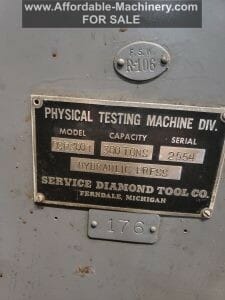 www.Affordable-Machinery.com
FOR SALE
F.S.W.
R-106
PHYSICAL TESTING MACHINE DIV.
MODEL CAPACITY SERIAL
300 TONS 2554
HYDRAULIC PRESS
SERVICE DIAMOND TOOL CO.
FERNDALE, MICHIGAN
176